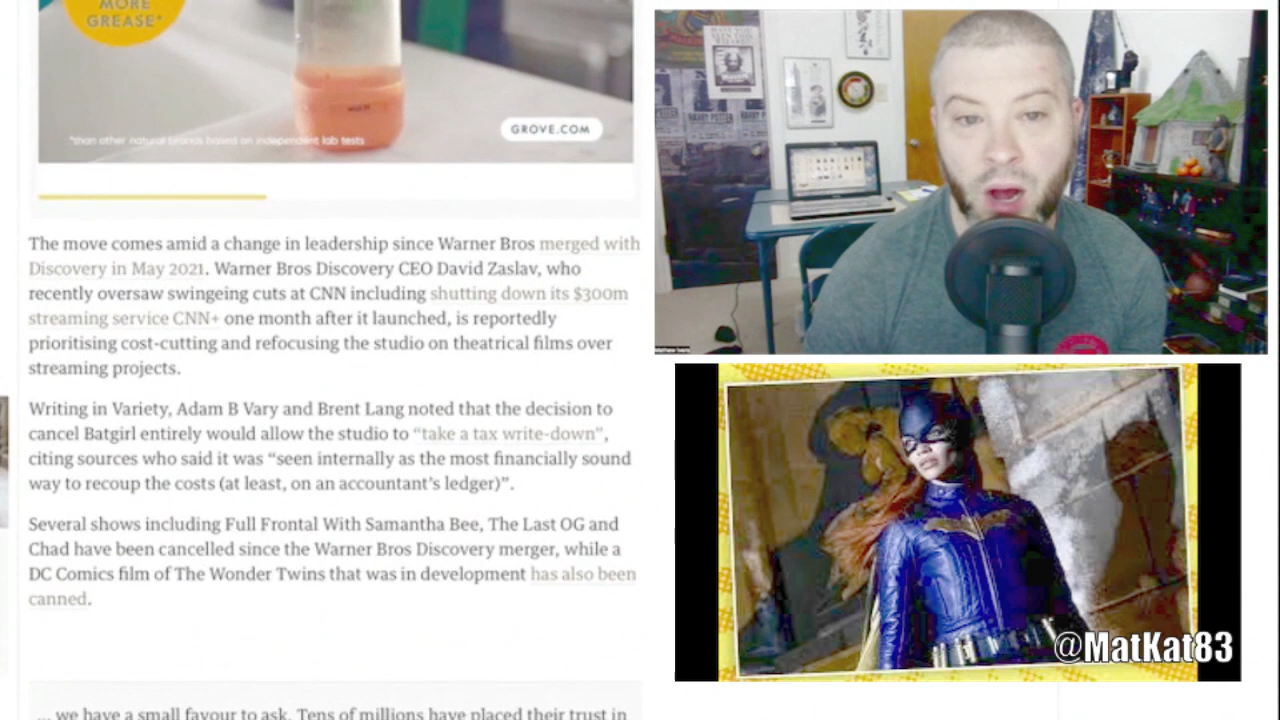 MORE
GREASE*
*than other natural brands based on independent lab tests
GROVE.COM
The move comes amid a change in leadership since Warner Bros merged with
Discovery in May 2021. Warner Bros Discovery CEO David Zaslav, who
recently oversaw swingeing cuts at CNN including shutting down its $300m
streaming service CNN+ one month after it launched, is reportedly
prioritising cost-cutting and refocusing the studio on theatrical films over
streaming projects.
Writing in Variety, Adam B Vary and Brent Lang noted that the decision to
cancel Batgirl entirely would allow the studio to “take a tax write-down”,
citing sources who said it was “seen internally as the most financially sound
way to recoup the costs (at least, on an accountant’s ledger)”.
Several shows including Full Frontal With Samantha Bee, The Last OG and
Chad have been cancelled since the Warner Bros Discovery merger, while a
DC Comics film of The Wonder Twins that was in development has also been
canned.
... we have a small favour to ask. Tens of millions have placed their trust in
HAVE YOU
SEEN THIS
WIZARD
HARRY POTTER
@MatKat83